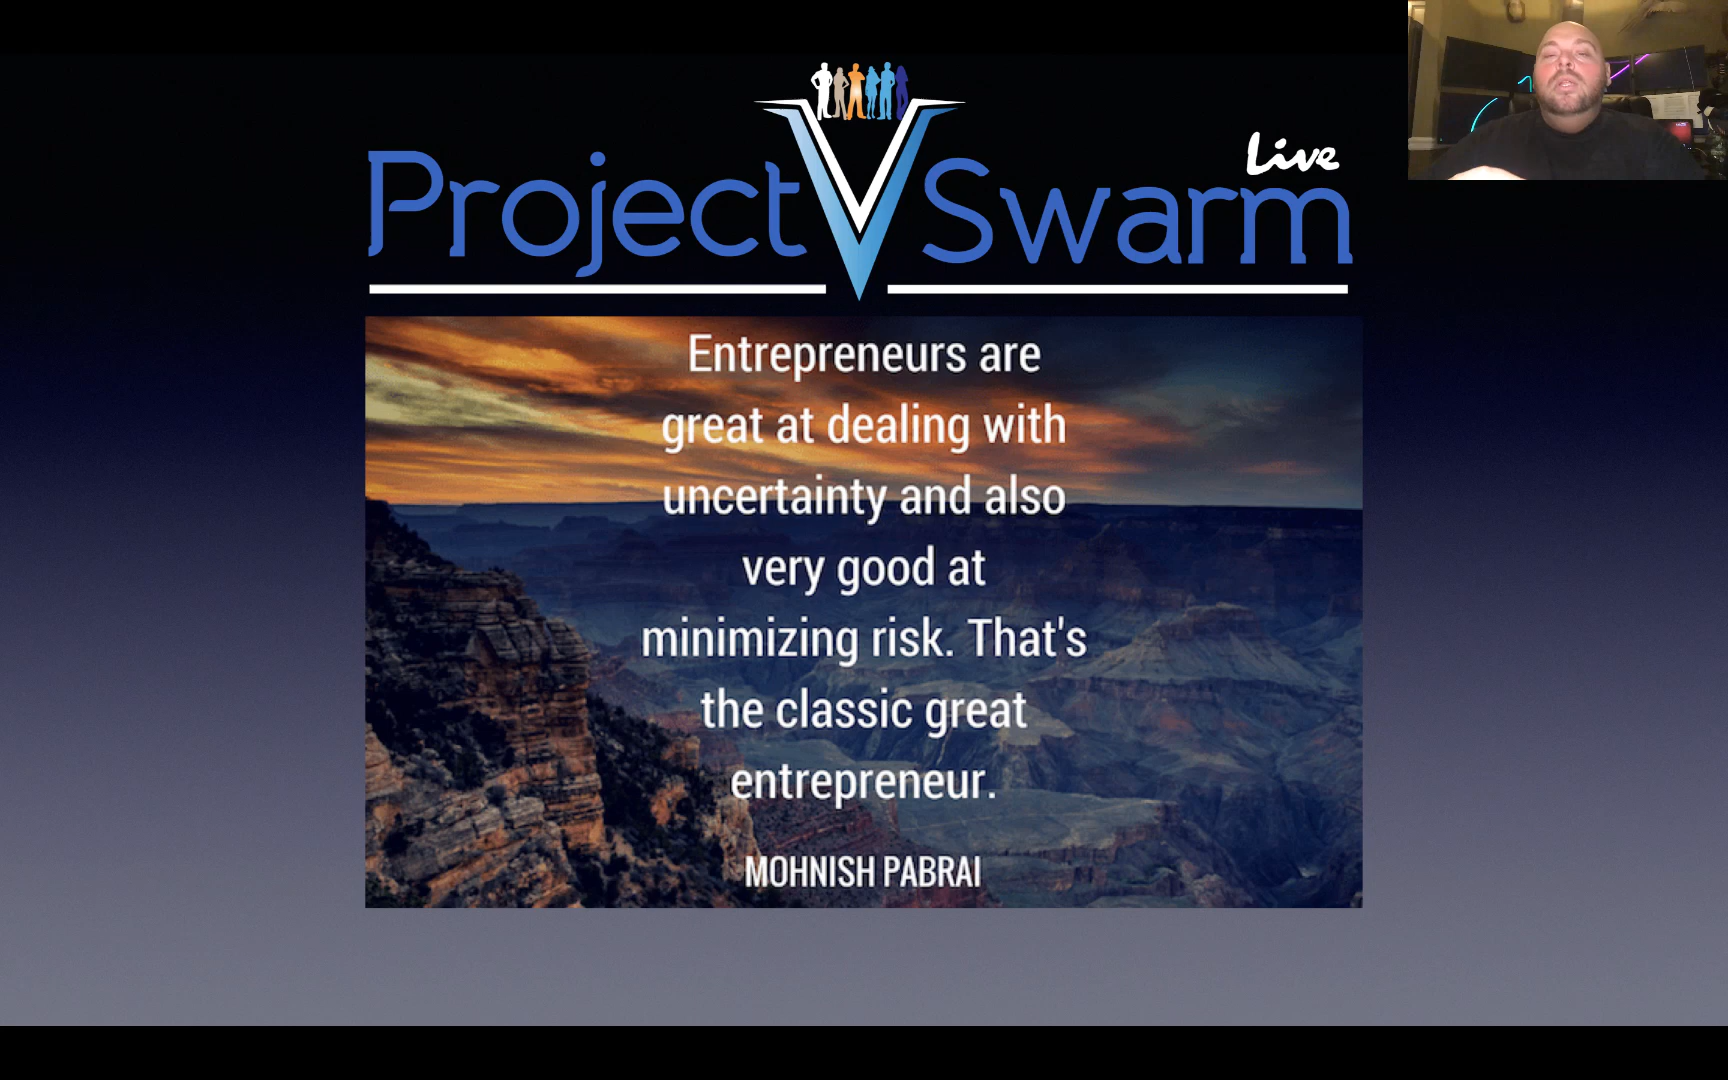 Live
Project Swarm
Entrepreneurs are
great at dealing with
uncertainty and also
very good at
minimizing risk. That's
the classic great
entrepreneur.
MOHNISH PABRAI